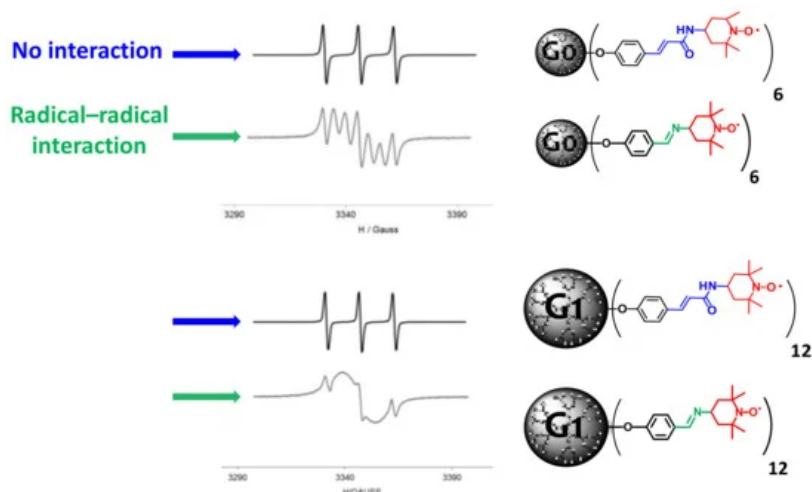 No interaction
Radical–radical
interaction
3290 3340 3390
H / Gauss
G0
O
HN
O
N-O•
6
G0
O
N
N-O•
6
3290 3340 3390
H/GAUSS
G1
O
HN
O
N-O•
12
G1
O
N
N-O•
12